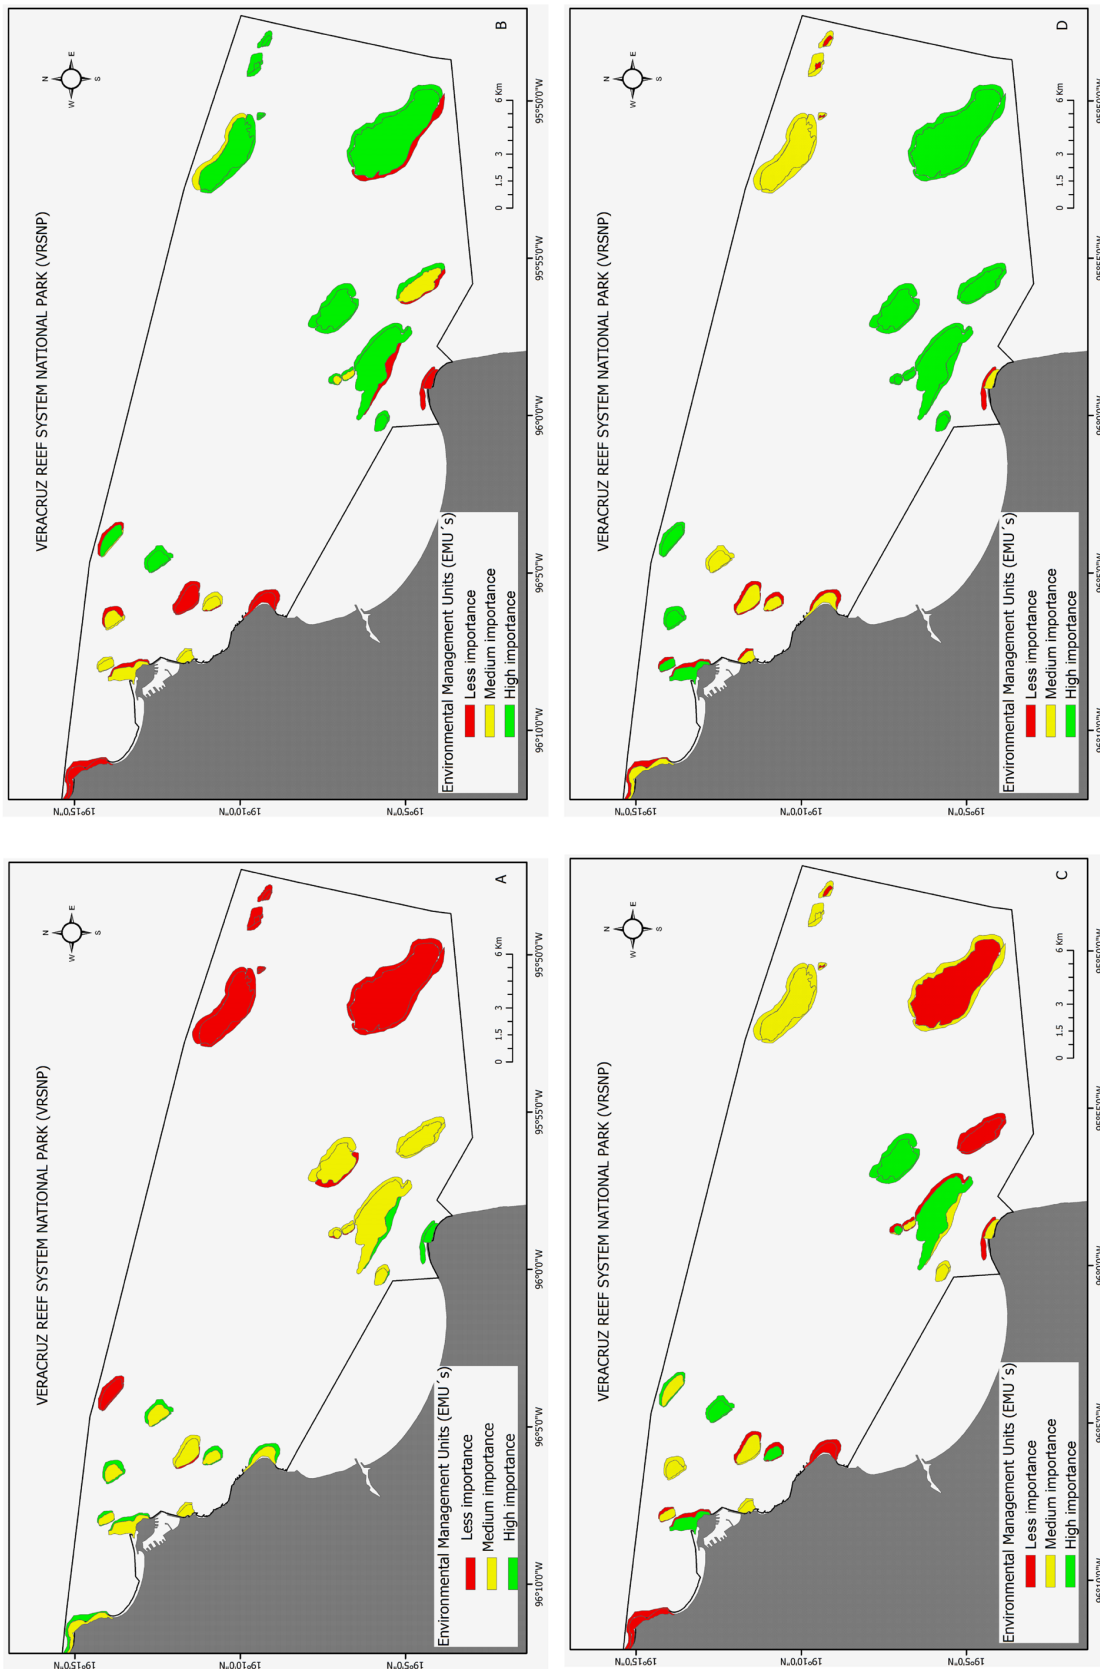 VERACRUZ REEF SYSTEM NATIONAL PARK (VRSNP)
N
W
E
S
19°15'0"N
19°10'0"N
19°5'0"N
Environmental Management Units (EMU´s)
Less importance
Medium importance
High importance
0 1.5 3 6 Km
A
96°10'0"W 96°5'0"W 96°0'0"W 95°55'0"W
VERACRUZ REEF SYSTEM NATIONAL PARK (VRSNP)
N
W
E
S
19°15'0"N
19°10'0"N
19°5'0"N
Environmental Management Units (EMU´s)
Less importance
Medium importance
High importance
0 1.5 3 6 Km
B
96°10'0"W 96°5'0"W 96°0'0"W 95°55'0"W
VERACRUZ REEF SYSTEM NATIONAL PARK (VRSNP)
N
W
E
S
19°15'0"N
19°10'0"N
19°5'0"N
Environmental Management Units (EMU´s)
Less importance
Medium importance
High importance
0 1.5 3 6 Km
C
VERACRUZ REEF SYSTEM NATIONAL PARK (VRSNP)
N
W
E
S
19°15'0"N
19°10'0"N
19°5'0"N
Environmental Management Units (EMU´s)
Less importance
Medium importance
High importance
0 1.5 3 6 Km
D